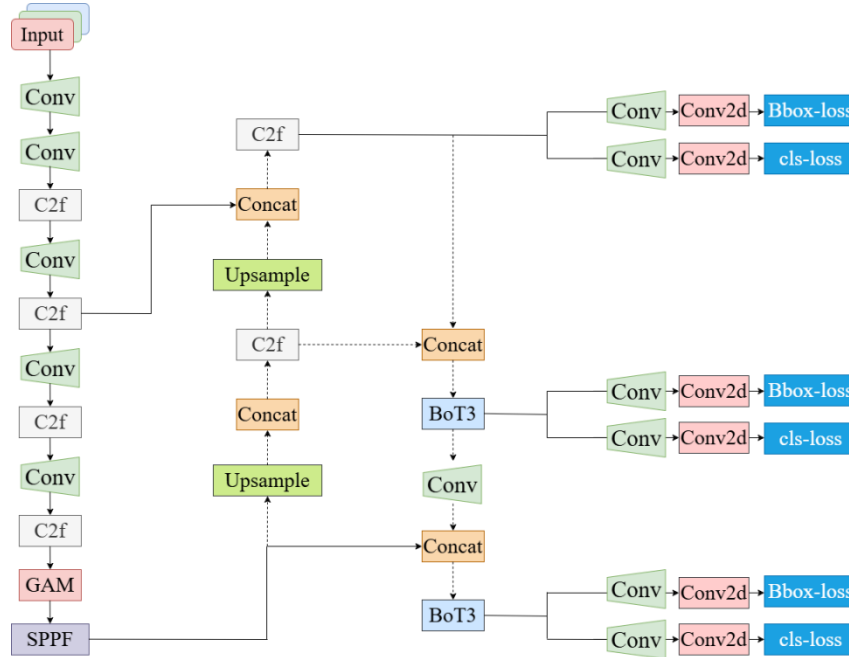 Input
Conv
Conv
C2f
Conv
C2f
Conv
C2f
Conv
C2f
GAM
SPPF
C2f
Concat
Upsample
C2f
Concat
Upsample
Concat
BoT3
Conv
Concat
BoT3
Conv Conv2d Bbox-loss
Conv Conv2d cls-loss
Conv Conv2d Bbox-loss
Conv Conv2d cls-loss
Conv Conv2d Bbox-loss
Conv Conv2d cls-loss